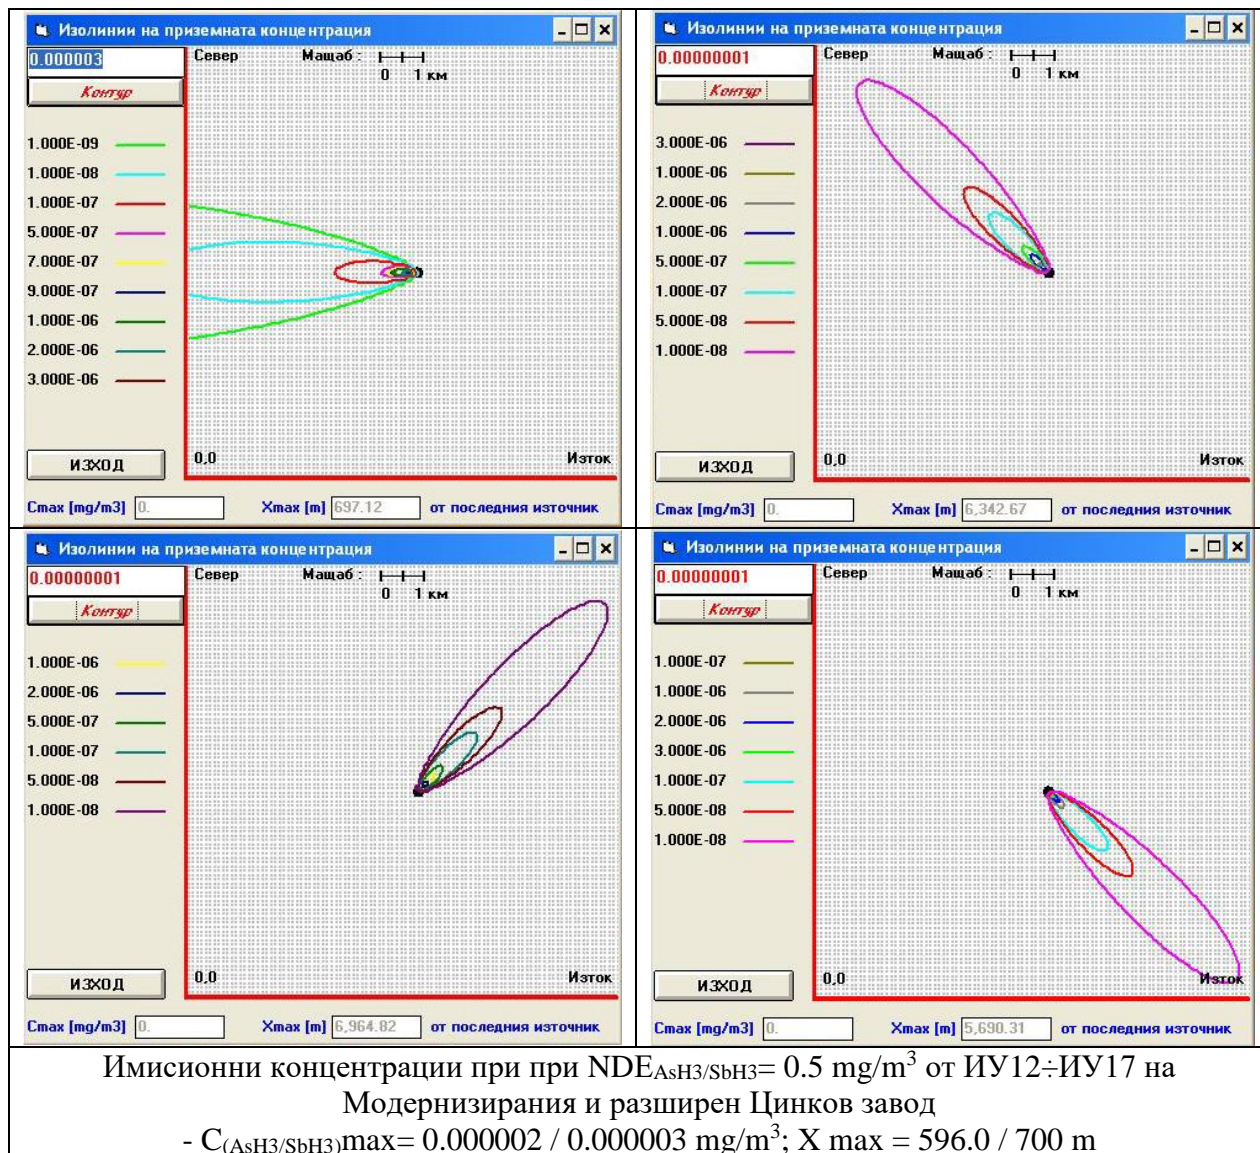 Изолинии на приземната концентрация
0.000003
Контур
Север Мащаб :
0 1 км
1.000E-09
1.000E-08
1.000E-07
5.000E-07
7.000E-07
9.000E-07
1.000E-06
2.000E-06
3.000E-06
ИЗХОД
0,0 Изток
Cmax [mg/m3] 0. Xmax [m] 697.12 от последния източник
Изолинии на приземната концентрация
0.00000001
Контур
Север Мащаб :
0 1 км
3.000E-06
1.000E-06
2.000E-06
1.000E-06
5.000E-07
1.000E-07
5.000E-08
1.000E-08
ИЗХОД
0,0 Изток
Cmax [mg/m3] 0. Xmax [m] 6,342.67 от последния източник
Изолинии на приземната концентрация
0.00000001
Контур
Север Мащаб :
0 1 км
1.000E-06
2.000E-06
5.000E-07
1.000E-07
5.000E-08
1.000E-08
ИЗХОД
0,0 Изток
Cmax [mg/m3] 0. Xmax [m] 6,964.82 от последния източник
Изолинии на приземната концентрация
0.00000001
Контур
Север Мащаб :
0 1 км
1.000E-07
1.000E-06
2.000E-06
3.000E-06
1.000E-07
5.000E-08
1.000E-08
ИЗХОД
0,0 Изток
Cmax [mg/m3] 0. Xmax [m] 5,690.31 от последния източник
Имисионни концентрации при при NDE AsH3/SbH3= 0.5 mg/m³ от ИУ12÷ИУ17 на
Модернизирания и разширен Цинков завод
- C(AsH3/SbH3)max= 0.000002 / 0.000003 mg/m³; X max = 596.0 / 700 m